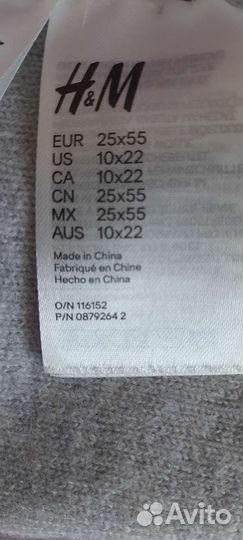 H&M
EUR 25x55
US 10x22
CA 10x22
CN 25x55
MX 25x55
AUS 10x22
Made in China
Fabriqué en Chine
Hecho en China
O/N 116152
P/N 0879264 2
Avito